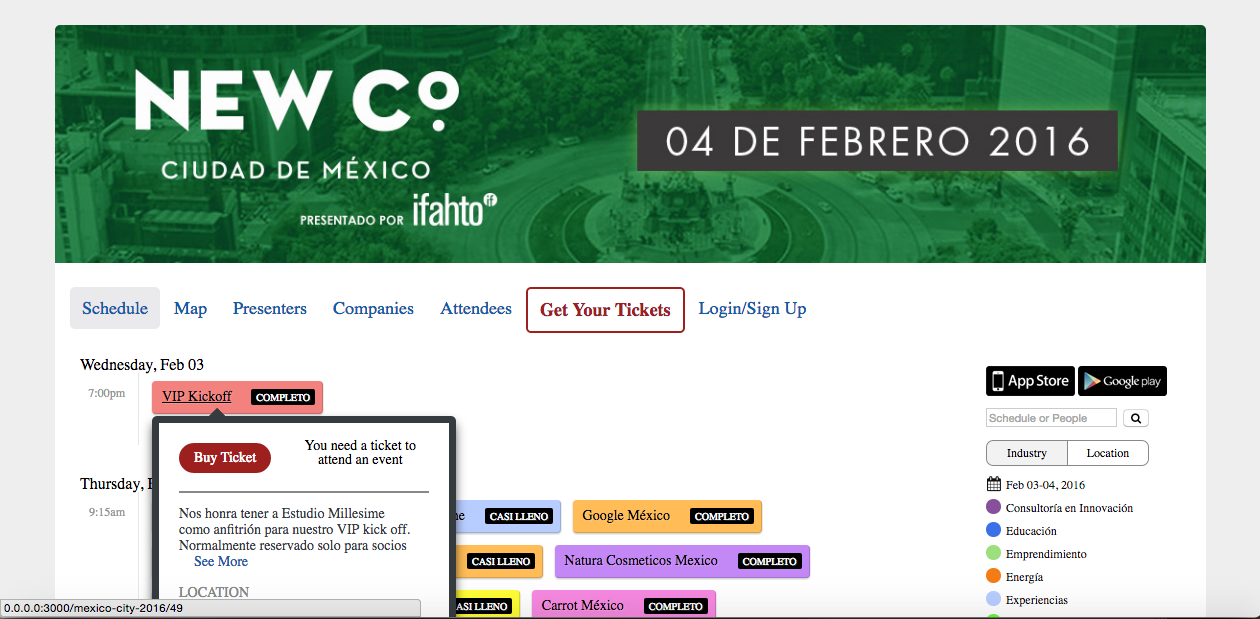 NEW Co.
CIUDAD DE MÉXICO
PRESENTADO POR ifahto if
04 DE FEBRERO 2016
Schedule Map Presenters Companies Attendees Get Your Tickets Login/Sign Up
Wednesday, Feb 03
7:00pm
VIP Kickoff COMPLETO
Buy Ticket
You need a ticket to
attend an event
Nos honra tener a Estudio Millesime
como anfitrión para nuestro VIP kick off.
Normalmente reservado solo para socios
See More
LOCATION
Thursday,
9:15am
CASI LLENO
Google México COMPLETO
CASI LLENO
Natura Cosmeticos Mexico COMPLETO
ASI LLENO
Carrot México COMPLETO
App Store
Google play
Schedule or People
Industry Location
Feb 03-04, 2016
Consultoría en Innovación
Educación
Emprendimiento
Energía
Experiencias
0.0.0.0:3000/mexico-city-2016/49